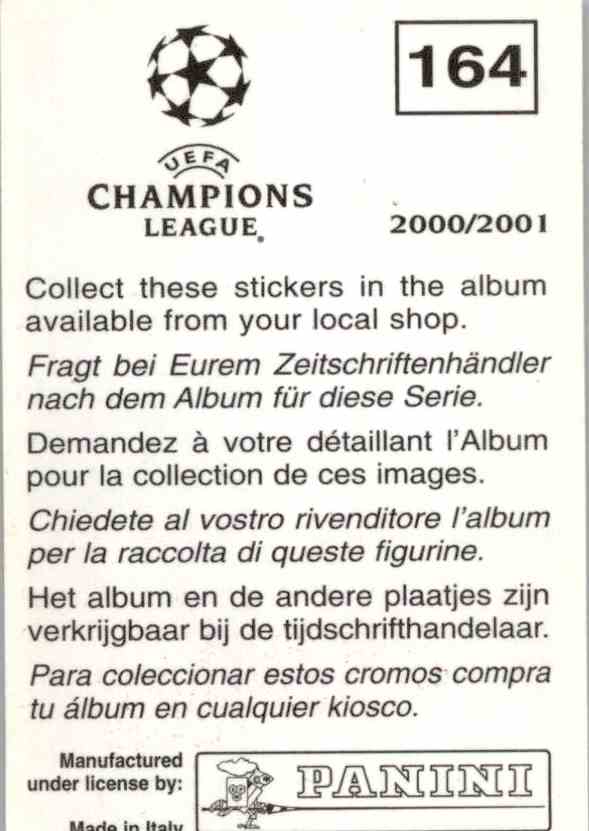 164
UEFA
CHAMPIONS
LEAGUE®
2000/2001
Collect these stickers in the album
available from your local shop.
Fragt bei Eurem Zeitschriftenhändler
nach dem Album für diese Serie.
Demandez à votre détaillant l'Album
pour la collection de ces images.
Chiedete al vostro rivenditore l'album
per la raccolta di queste figurine.
Het album en de andere plaatjes zijn
verkrijgbaar bij de tijdschrifthandelaar.
Para coleccionar estos cromos compra
tu álbum en cualquier kiosco.
Manufactured
under license by:
PANINI
Made in Italy